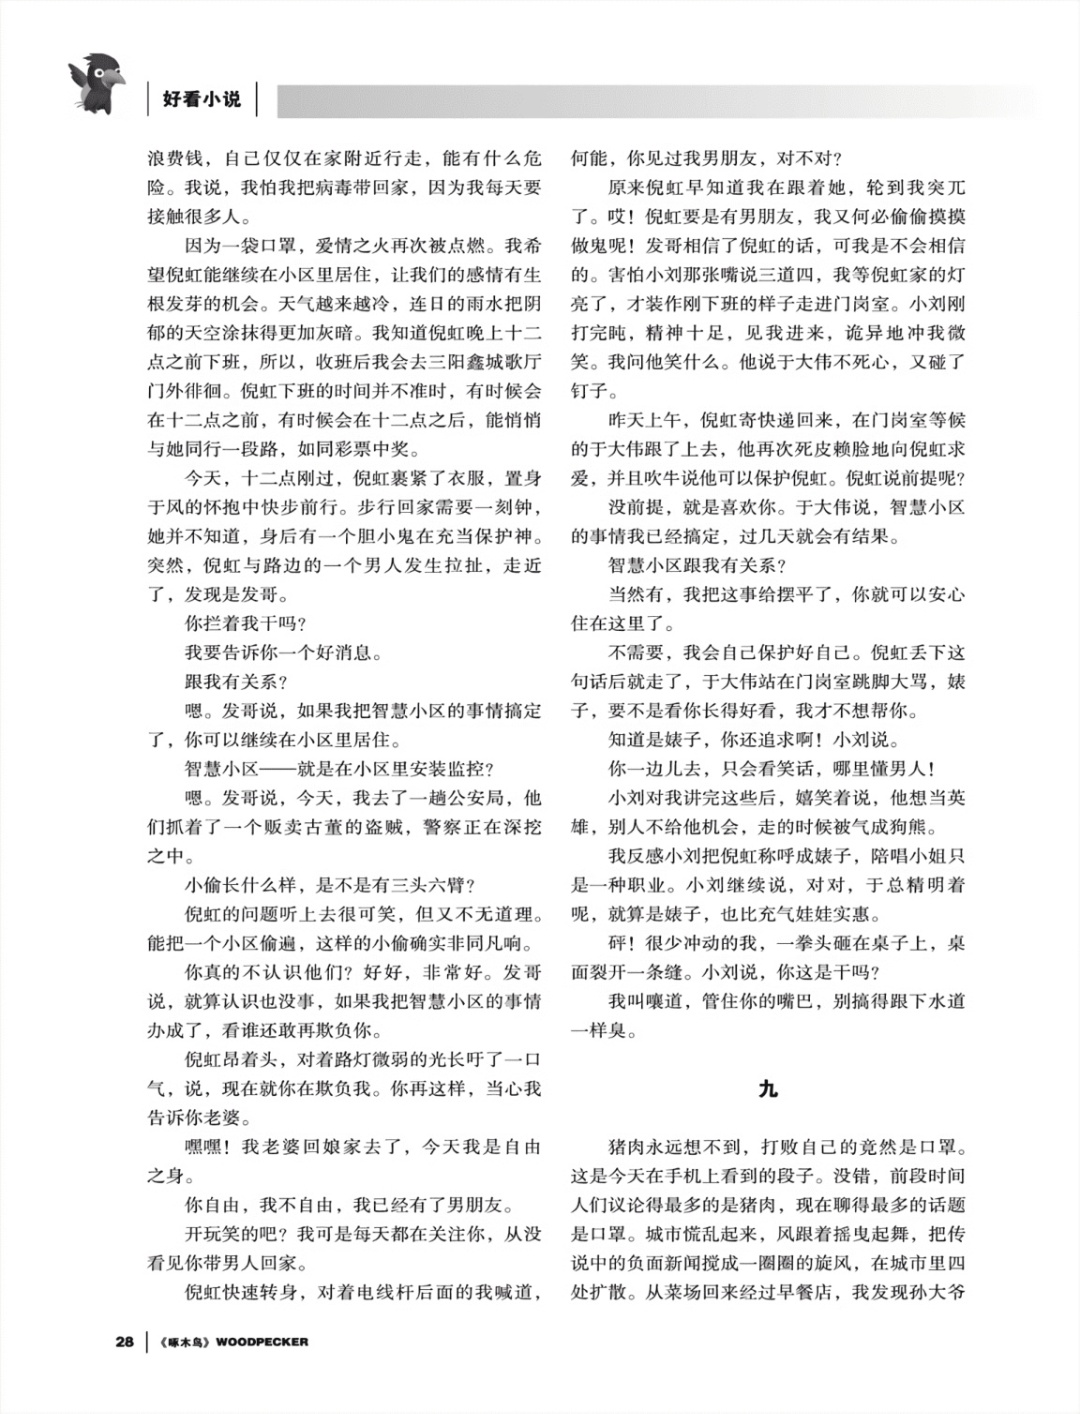 好看小说
浪费钱，自己仅仅在家附近行走，能有什么危
险。我说，我怕我把病毒带回家，因为我每天要
接触很多人。
因为一袋口罩，爱情之火再次被点燃。我希
望倪虹能继续在小区里居住，让我们的感情有生
根发芽的机会。天气越来越冷，连日的雨水把阴
郁的天空涂抹得更加灰暗。我知道倪虹晚上十二
点之前下班，所以，收班后我会去三阳鑫城歌厅
门外徘徊。倪虹下班的时间并不准时，有时候会
在十二点之前，有时候会在十二点之后，能悄悄
与她同行一段路，如同彩票中奖。
今天，十二点刚过，倪虹裹紧了衣服，置身
于风的怀抱中快步前行。步行回家需要一刻钟，
她并不知道，身后有一个胆小鬼在充当保护神。
突然，倪虹与路边的一个男人发生拉扯，走近
了，发现是发哥。
你拦着我干吗？
我要告诉你一个好消息。
跟我有关系？
嗯。发哥说，如果我把智慧小区的事情搞定
了，你可以继续在小区里居住。
智慧小区——就是在小区里安装监控？
嗯。发哥说，今天，我去了一趟公安局，他
们抓着了一个贩卖古董的盗贼，警察正在深挖
之中。
小偷长什么样，是不是有三头六臂？
倪虹的问题听上去很可笑，但又不无道理。
能把一个小区偷遍，这样的小偷确实非同凡响。
你真的不认识他们？好好，非常好。发哥
说，就算认识也没事，如果我把智慧小区的事情
办成了，看谁还敢再欺负你。
倪虹昂着头，对着路灯微弱的光长吁了一口
气，说，现在就你在欺负我。你再这样，当心我
告诉你老婆。
嘿嘿！我老婆回娘家去了，今天我是自由
之身。
你自由，我不自由，我已经有了男朋友。
开玩笑的吧？我可是每天都在关注你，从没
看见你带男人回家。
倪虹快速转身，对着电线杆后面的我喊道，
何能，你见过我男朋友，对不对？
原来倪虹早知道我在跟着她，轮到我突兀
了。哎！倪虹要是有男朋友，我又何必偷偷摸摸
做鬼呢！发哥相信了倪虹的话，可我是不会相信
的。害怕小刘那张嘴说三道四，我等倪虹家的灯
亮了，才装作刚下班的样子走进门岗室。小刘刚
打完盹，精神十足，见我进来，诡异地冲我微
笑。我问他笑什么。他说于大伟不死心，又碰了
钉子。
昨天上午，倪虹寄快递回来，在门岗室等候
的于大伟跟了上去，他再次死皮赖脸地向倪虹求
爱，并且吹牛说他可以保护倪虹。倪虹说前提呢？
没前提，就是喜欢你。于大伟说，智慧小区
的事情我已经搞定，过几天就会有结果。
智慧小区跟我有关系？
当然有，我把这事给摆平了，你就可以安心
住在这里了。
不需要，我会自己保护好自己。倪虹丢下这
句话后就走了，于大伟站在门岗室跳脚大骂，婊
子，要不是看你长得好看，我才不想帮你。
知道是婊子，你还追求啊！小刘说。
你一边儿去，只会看笑话，哪里懂男人！
小刘对我讲完这些后，嬉笑着说，他想当英
雄，别人不给他机会，走的时候被气成狗熊。
我反感小刘把倪虹称呼成婊子，陪唱小姐只
是一种职业。小刘继续说，对对，于总精明着
呢，就算是婊子，也比充气娃娃实惠。
砰！很少冲动的我，一拳头砸在桌子上，桌
面裂开一条缝。小刘说，你这是干吗？
我叫嚷道，管住你的嘴巴，别搞得跟下水道
一样臭。
九
猪肉永远想不到，打败自己的竟然是口罩。
这是今天在手机上看到的段子。没错，前段时间
人们议论得最多的是猪肉，现在聊得最多的话题
是口罩。城市慌乱起来，风跟着摇曳起舞，把传
说中的负面新闻搅成一圈圈的旋风，在城市里四
处扩散。从菜场回来经过早餐店，我发现孙大爷
28 《啄木鸟》WOODPECKER